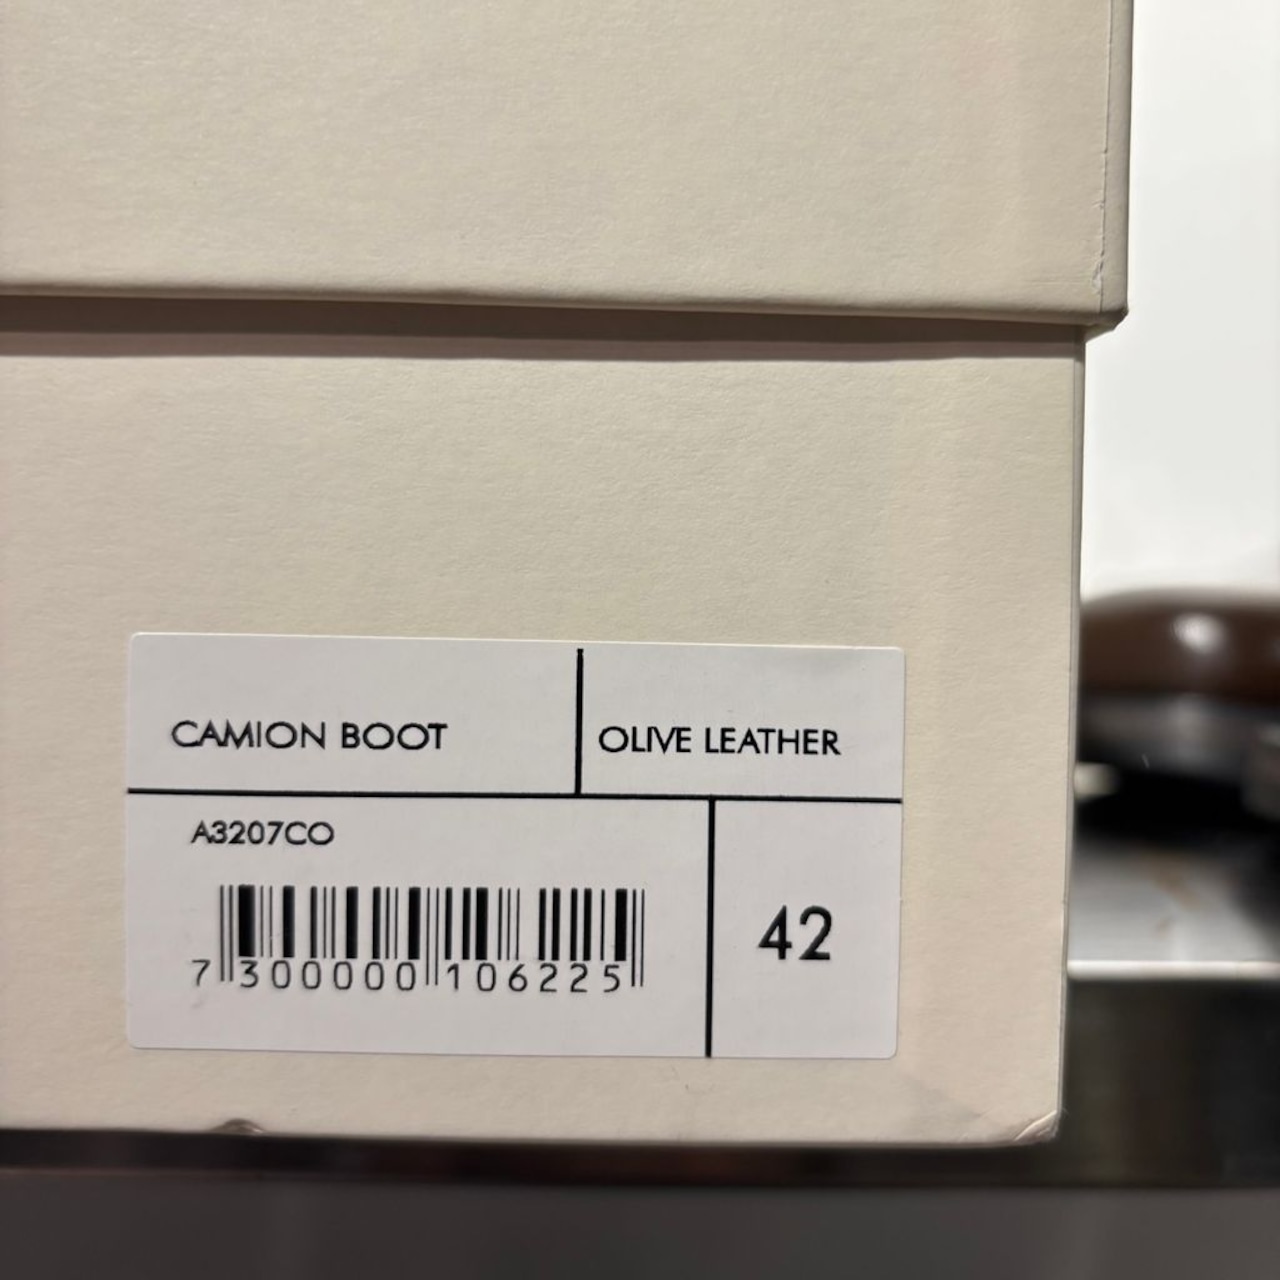 CAMION BOOT
OLIVE LEATHER
A3207CO
7 300000 106225
42